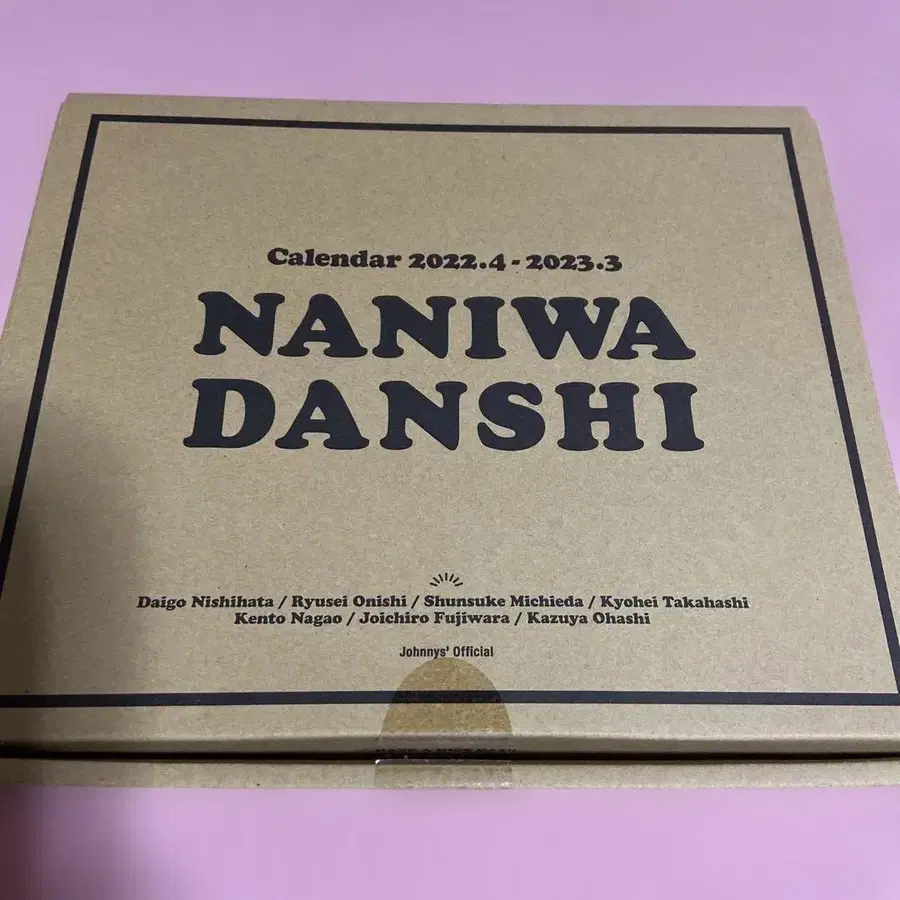 Calendar 2022.4 - 2023.3
NANIWA
DANSHI
Daigo Nishihata / Ryusei Onishi / Shunsuke Michieda / Kyohei Takahashi
Kento Nagao / Joichiro Fujiwara / Kazuya Ohashi
Johnnys' Official